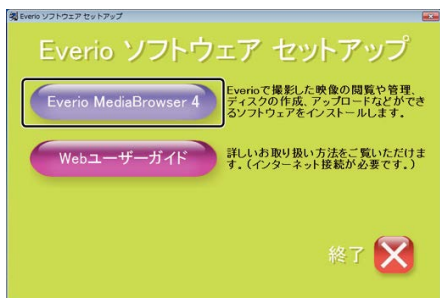 Everio ソフトウェア セットアップ
Everio ソフトウェア セットアップ
Everio MediaBrowser 4
Everioで撮影した映像の閲覧や管理、
ディスクの作成、アップロードなどができ
るソフトウェアをインストールします。
Webユーザーガイド
詳しいお取り扱い方法をご覧いただけま
す。(インターネット接続が必要です。)
終了